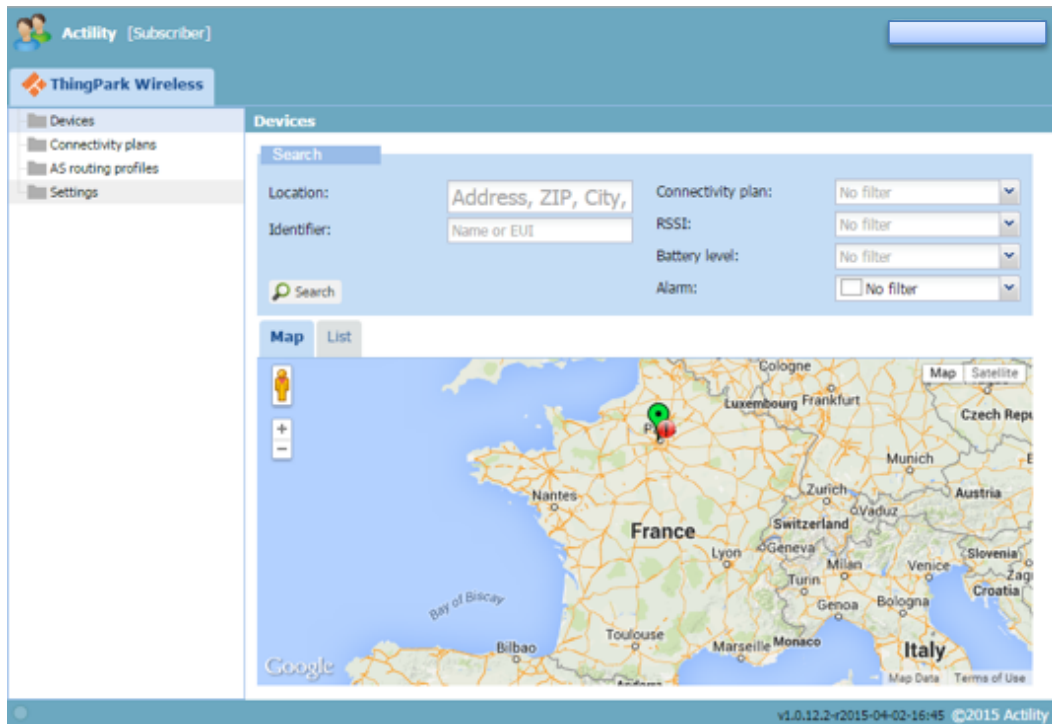 Actility [Subscriber]
ThingPark Wireless
Devices
Connectivity plans
AS routing profiles
Settings
Devices
Search
Location:
Address, ZIP, City,
Identifier:
Name or EUI
Search
Connectivity plan:
No filter
RSSI:
No filter
Battery level:
No filter
Alarm:
No filter
Map
List
Map
Satellite
Cologne
Luxembourg
Frankfurt
Czech Repu
Munich
Nantes
Zurich
Austria
Vaduz
France
Switzerland
Geneva
Lyon
Milan
Venice
Slovenia
Zag
Croatia
Turin
Genoa
Bologna
Bay of Biscay
Toulouse
Marseille
Monaco
Bilbao
Italy
Google
Andorra
Map Data
Terms of Use
v1.0.12.2-r2015-04-02-16:45 ©2015 Actility